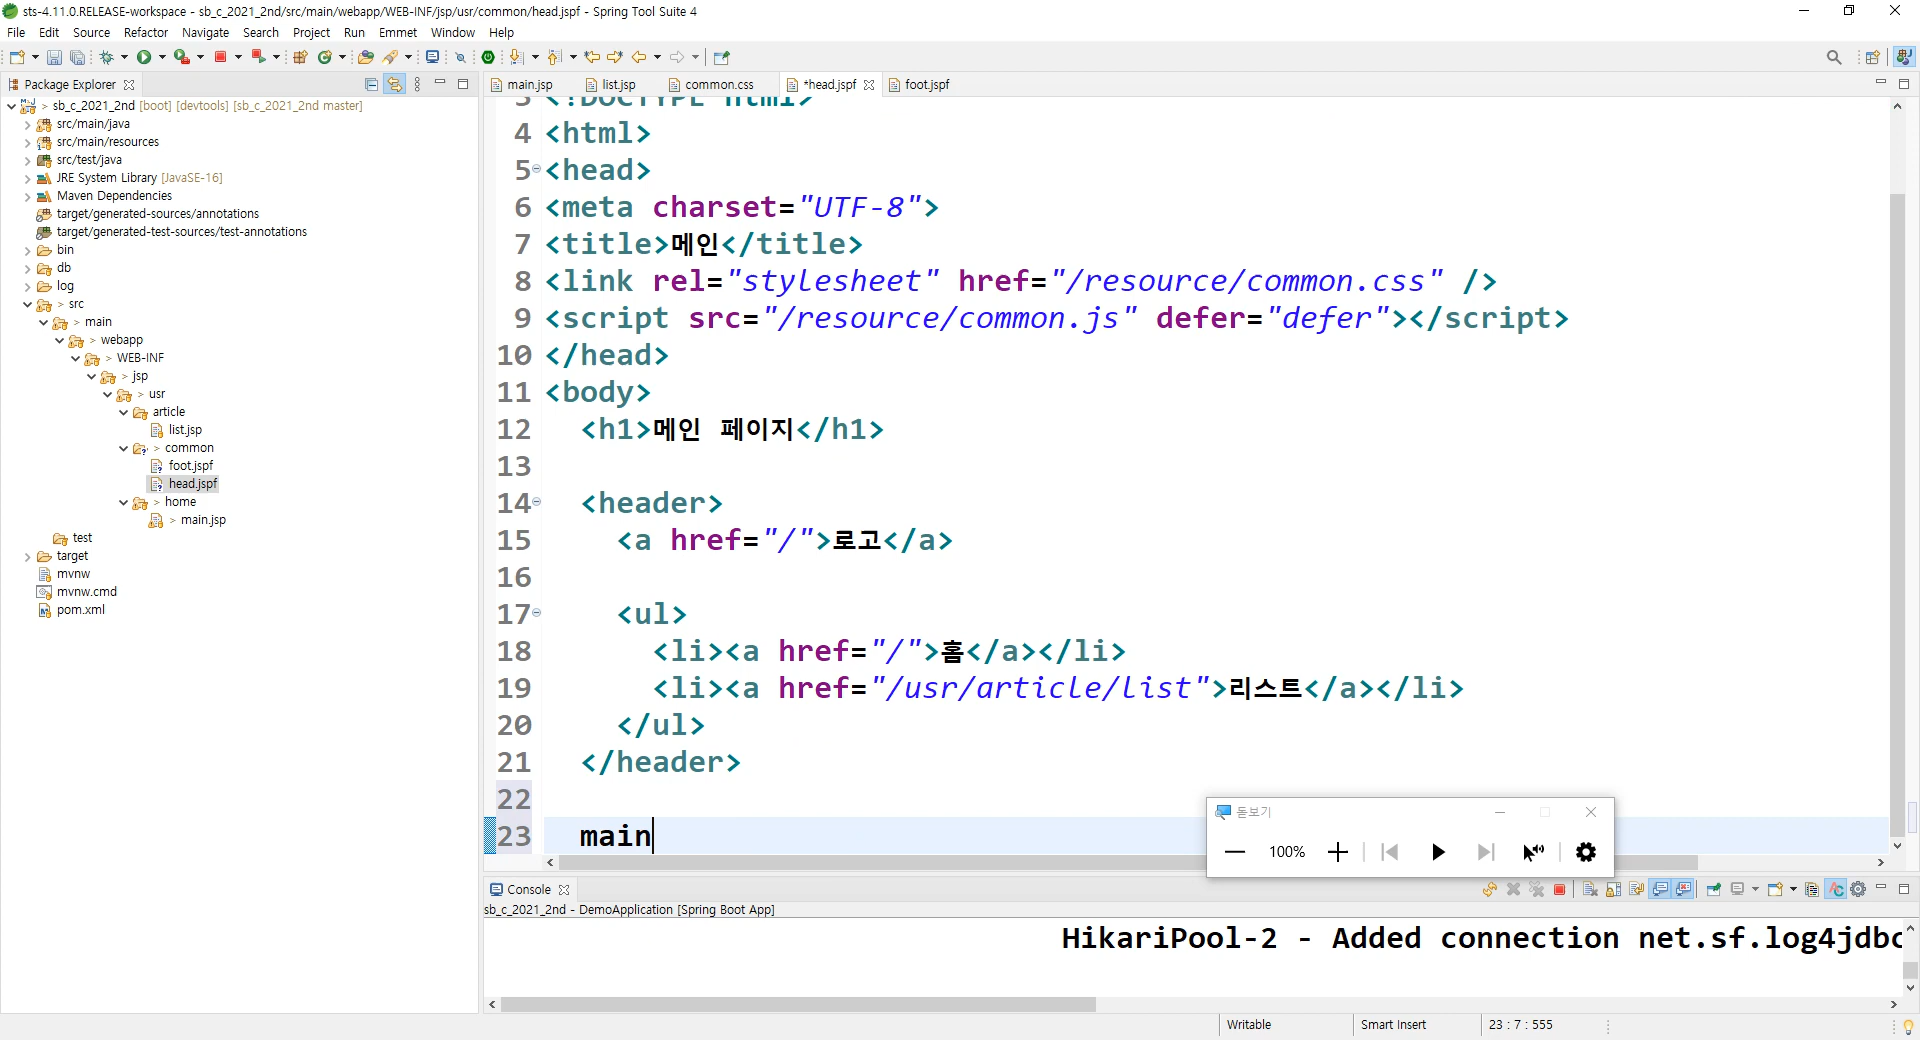 sts-4.11.0.RELEASE-workspace - sb_c_2021_2nd/src/main/webapp/WEB-INF/jsp/usr/common/head.jspf - Spring Tool Suite 4
File Edit Source Refactor Navigate Search Project Run Emmet Window Help
Package Explorer
sb_c_2021_2nd [boot] [devtools] [sb_c_2021_2nd master]
src/main/java
src/main/resources
src/test/java
JRE System Library [JavaSE-16]
Maven Dependencies
target/generated-sources/annotations
target/generated-test-sources/test-annotations
bin
db
log
> src
> main
> webapp
> WEB-INF
> jsp
> usr
article
list.jsp
> common
foot.jspf
head.jspf
> home
> main.jsp
test
target
mvnw
mvnw.cmd
pom.xml
main.jsp list.jsp common.css *head.jspf foot.jspf
3 <!DOCTYPE html>
4 <html>
5 <head>
6 <meta charset="UTF-8">
7 <title>메인</title>
8 <link rel="stylesheet" href="/resource/common.css" />
9 <script src="/resource/common.js" defer="defer"></script>
10 </head>
11 <body>
12 <h1>메인 페이지</h1>
13
14 <header>
15 <a href="/">로고</a>
16
17 <ul>
18 <li><a href="/">홈</a></li>
19 <li><a href="/usr/article/list">리스트</a></li>
20 </ul>
21 </header>
22
23 main
돋보기
100%
Console
sb_c_2021_2nd - DemoApplication [Spring Boot App]
HikariPool-2 - Added connection net.sf.log4jdbc
Writable Smart Insert 23 : 7 : 555